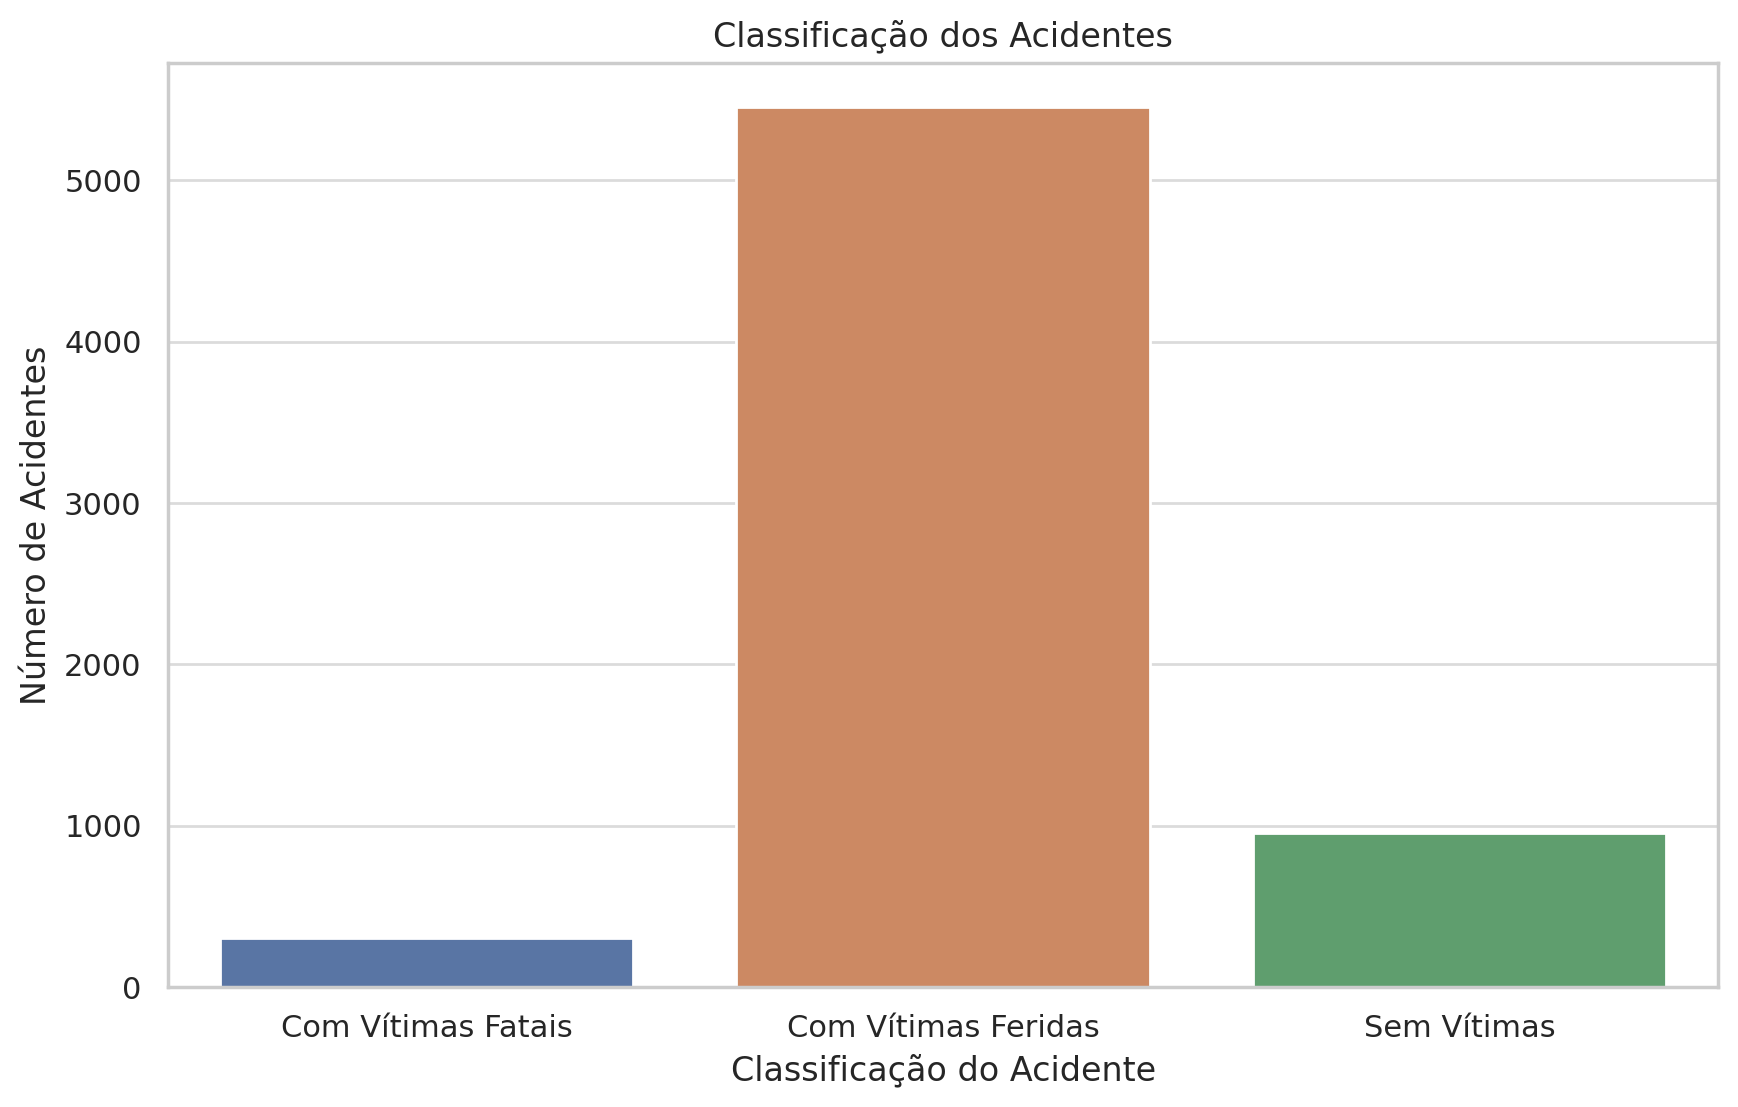 Classificação dos Acidentes
Número de Acidentes
5000
4000
3000
2000
1000
0
Com Vítimas Fatais
Com Vítimas Feridas
Sem Vítimas
Classificação do Acidente